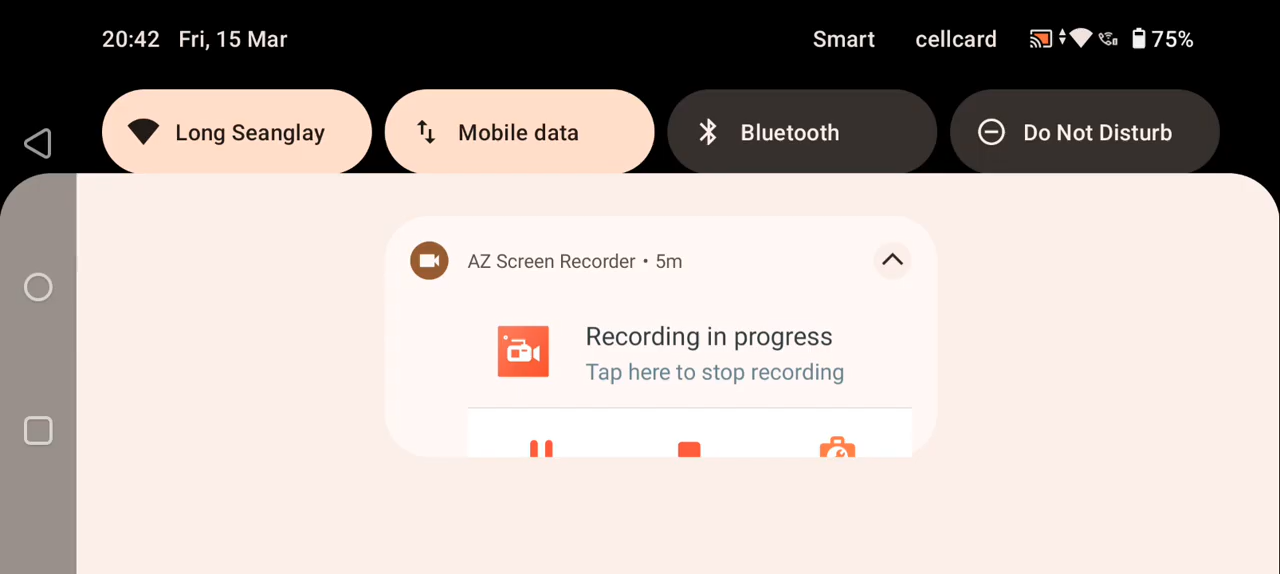 20:42 Fri, 15 Mar Smart cellcard 75%
Long Seanglay Mobile data Bluetooth Do Not Disturb
AZ Screen Recorder • 5m
Recording in progress
Tap here to stop recording